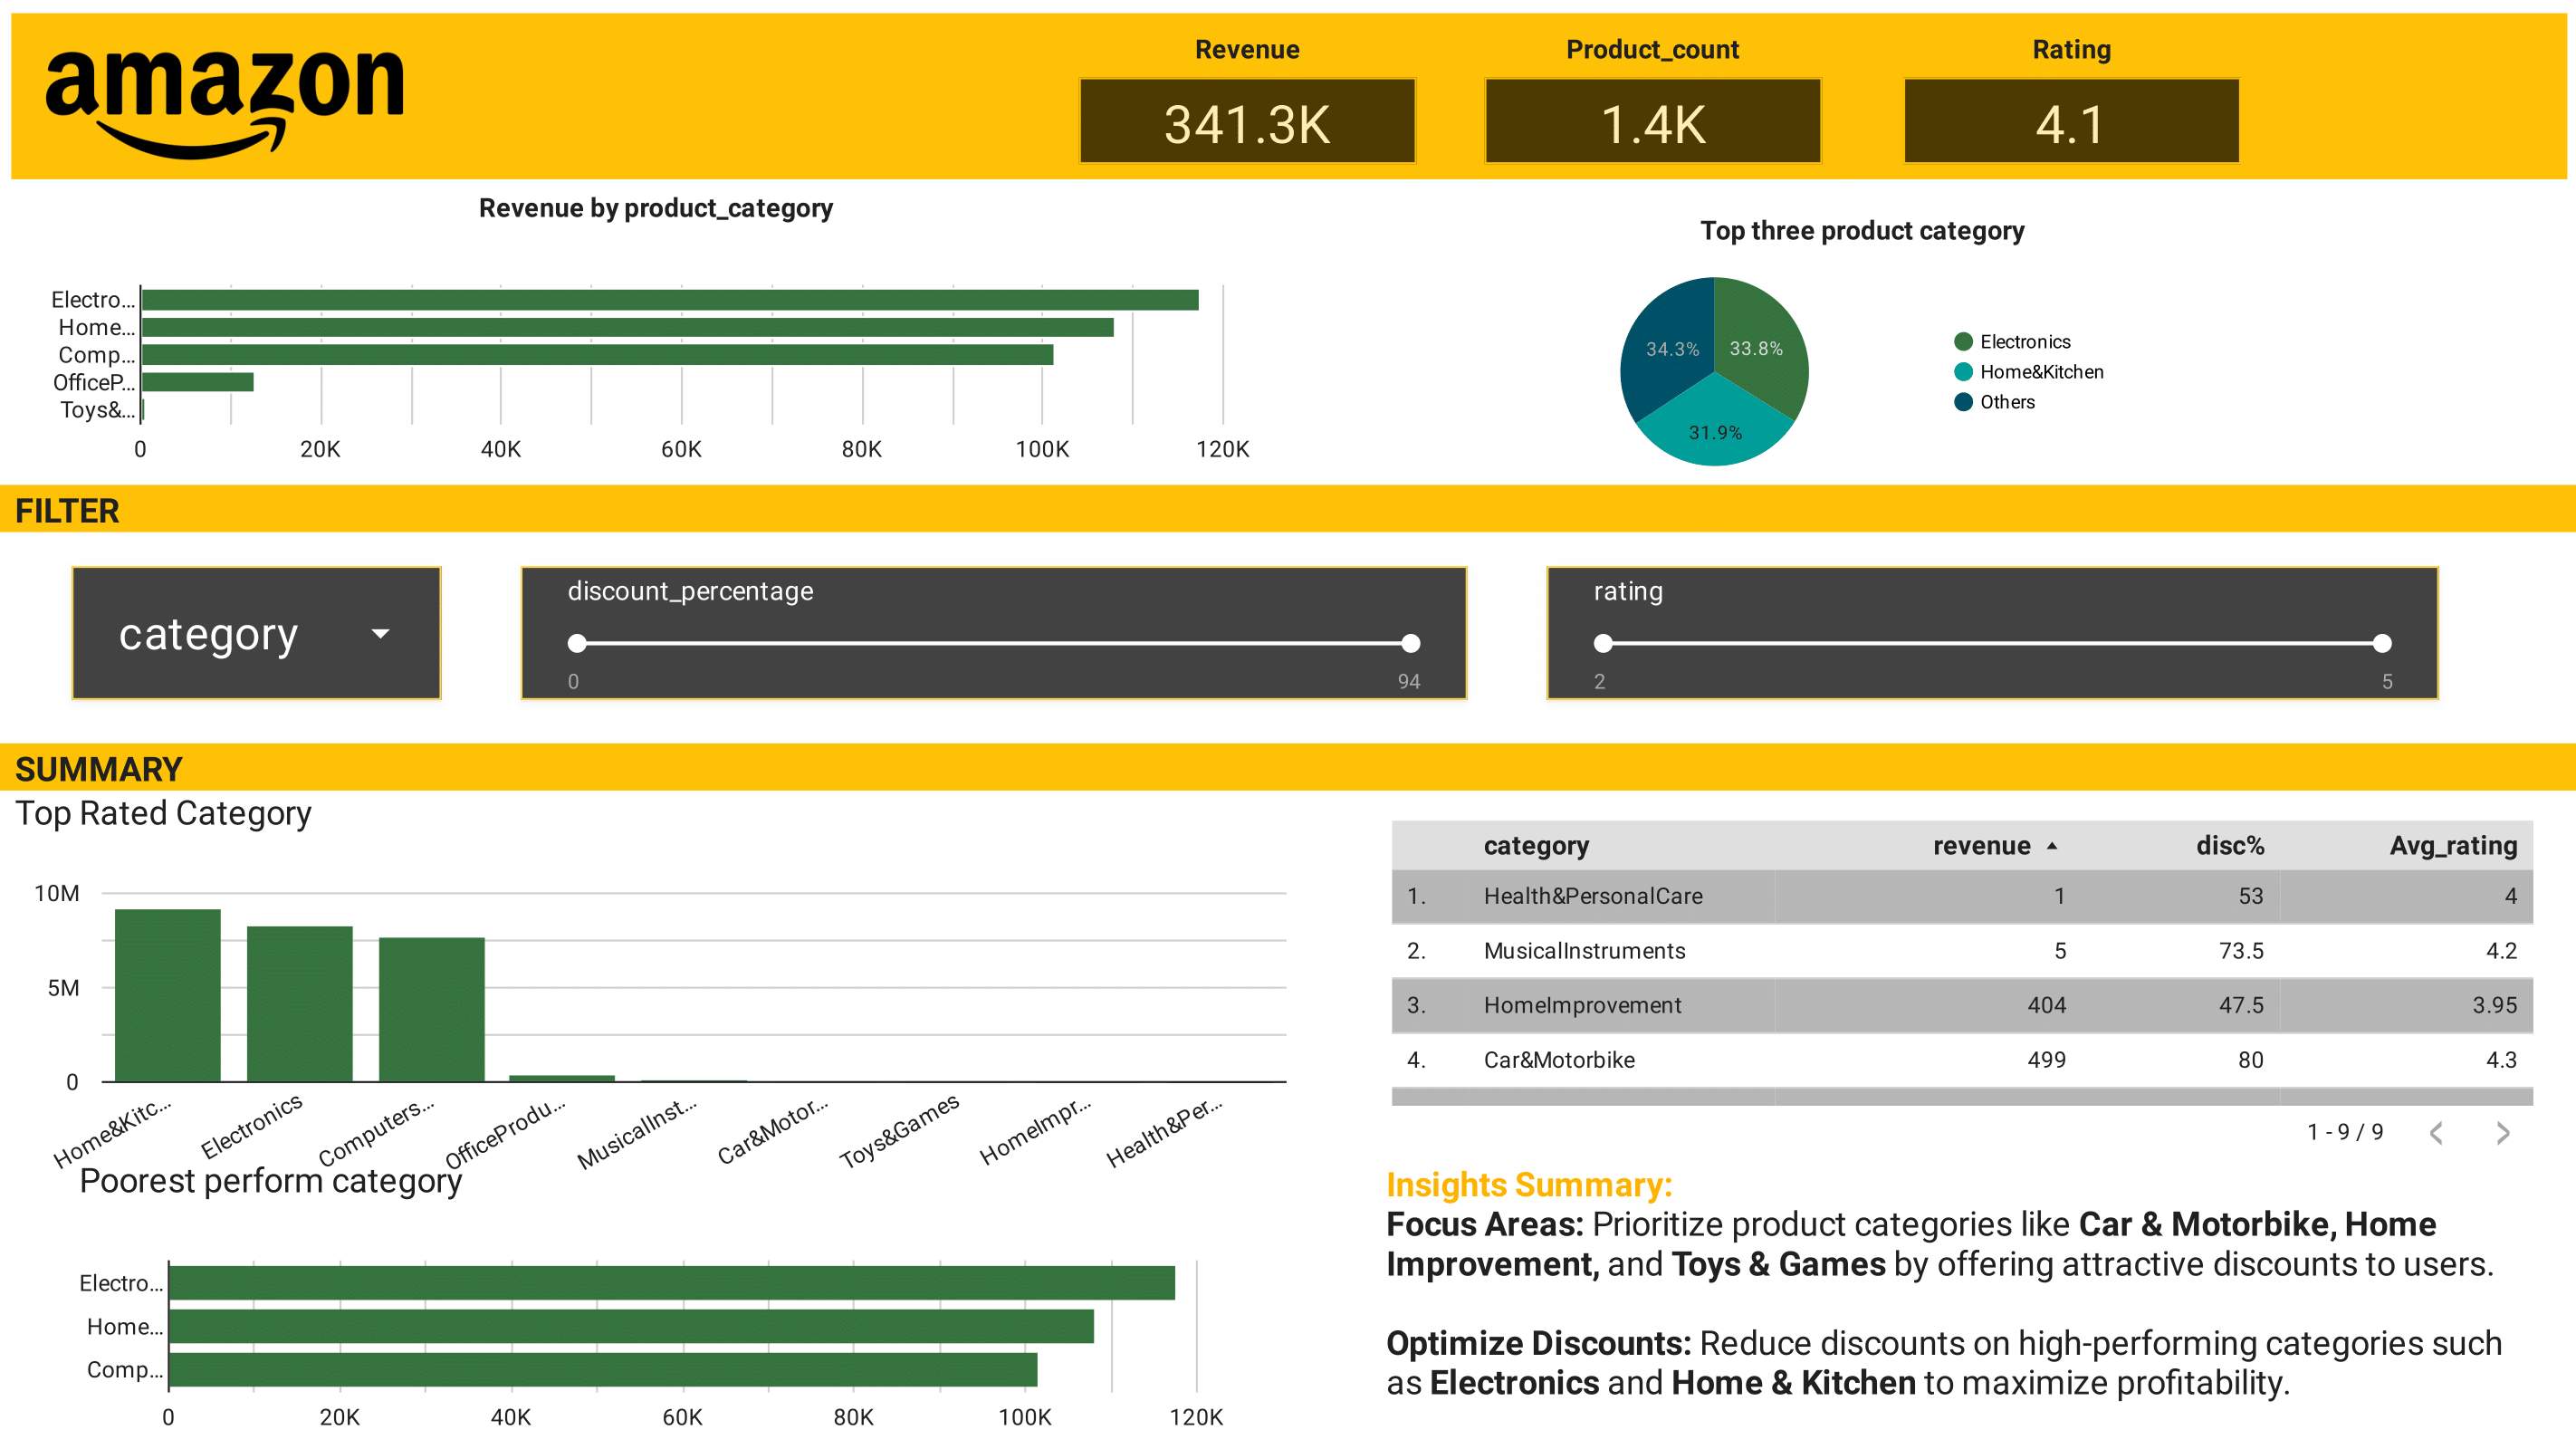 amazon
Revenue
341.3K
Product_count
1.4K
Rating
4.1
Revenue by product_category
Electro...
Home...
Comp...
OfficeP...
Toys&...
0 20K 40K 60K 80K 100K 120K
Top three product category
34.3%
33.8%
31.9%
Electronics
Home&Kitchen
Others
FILTER
category
discount_percentage
0 94
rating
2 5
SUMMARY
Top Rated Category
10M
5M
0
Home&Kitc...
Electronics
Computers...
OfficeProdu...
MusicalInst...
Car&Motor...
Toys&Games
HomeImpr...
Health&Per...
category revenue disc% Avg_rating
1. Health&PersonalCare 1 53 4
2. MusicalInstruments 5 73.5 4.2
3. HomeImprovement 404 47.5 3.95
4. Car&Motorbike 499 80 4.3
1 - 9 / 9
Poorest perform category
Electro...
Home...
Comp...
0 20K 40K 60K 80K 100K 120K
Insights Summary:
Focus Areas: Prioritize product categories like Car & Motorbike, Home
Improvement, and Toys & Games by offering attractive discounts to users.
Optimize Discounts: Reduce discounts on high-performing categories such
as Electronics and Home & Kitchen to maximize profitability.